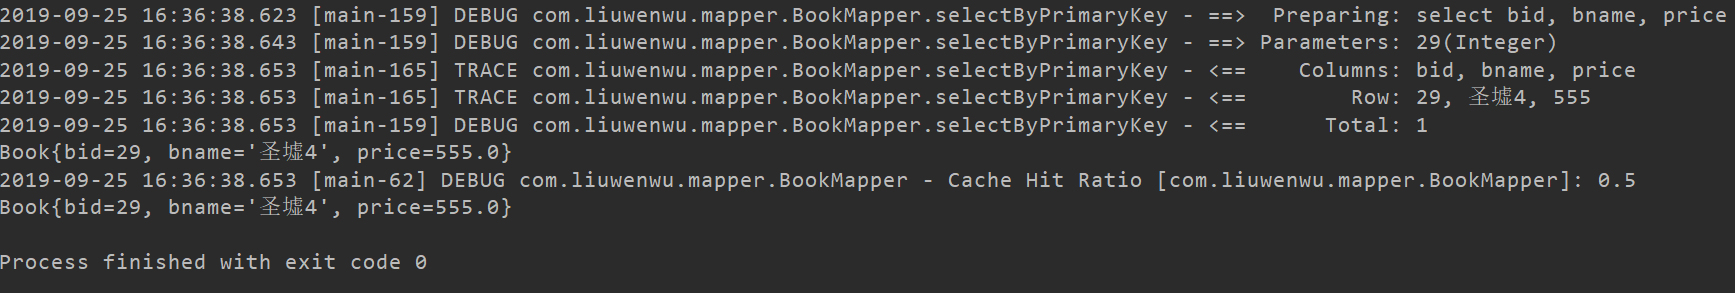 2019-09-25 16:36:38.623 [main-159] DEBUG com.liuwenwu.mapper.BookMapper.selectByPrimaryKey - ==>  Preparing: select bid, bname, price
2019-09-25 16:36:38.643 [main-159] DEBUG com.liuwenwu.mapper.BookMapper.selectByPrimaryKey - ==> Parameters: 29(Integer)
2019-09-25 16:36:38.653 [main-165] TRACE com.liuwenwu.mapper.BookMapper.selectByPrimaryKey - <==    Columns: bid, bname, price
2019-09-25 16:36:38.653 [main-165] TRACE com.liuwenwu.mapper.BookMapper.selectByPrimaryKey - <==        Row: 29, 圣墟4, 555
2019-09-25 16:36:38.653 [main-159] DEBUG com.liuwenwu.mapper.BookMapper.selectByPrimaryKey - <==      Total: 1
Book{bid=29, bname='圣墟4', price=555.0}
2019-09-25 16:36:38.653 [main-62] DEBUG com.liuwenwu.mapper.BookMapper - Cache Hit Ratio [com.liuwenwu.mapper.BookMapper]: 0.5
Book{bid=29, bname='圣墟4', price=555.0}
Process finished with exit code 0